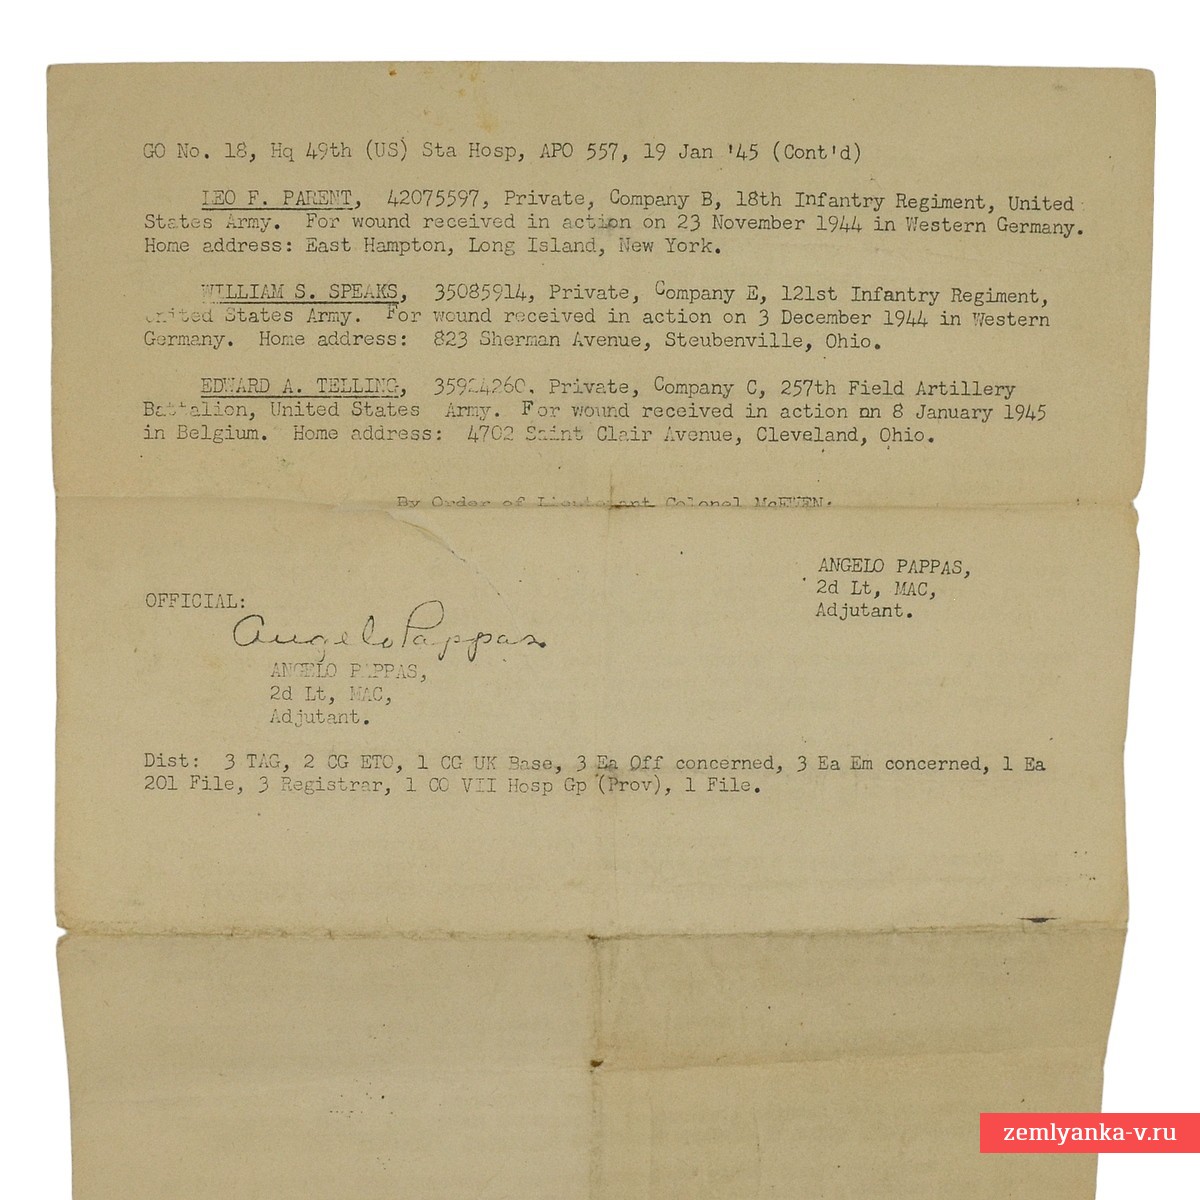 GO No. 18, Hq 49th (US) Sta Hosp, APO 557, 19 Jan '45 (Cont'd)
LEO F. PARENT, 42075597, Private, Company B, 18th Infantry Regiment, United
States Army. For wound received in action on 23 November 1944 in Western Germany.
Home address: East Hampton, Long Island, New York.
WILLIAM S. SPEAKS, 35085914, Private, Company E, 121st Infantry Regiment,
United States Army. For wound received in action on 3 December 1944 in Western
Germany. Home address: 823 Sherman Avenue, Steubenville, Ohio.
EDWARD A. TELLING, 35924260. Private, Company C, 257th Field Artillery
Battalion, United States Army. For wound received in action on 8 January 1945
in Belgium. Home address: 4702 Saint Clair Avenue, Cleveland, Ohio.
By Order of Lieutenant Colonel McEWEN:
ANGELO PAPPAS,
2d Lt, MAC,
Adjutant.
OFFICIAL:
Angelo Pappas
ANGELO PAPPAS,
2d Lt, MAC,
Adjutant.
Dist: 3 TAG, 2 CG ETO, 1 CG UK Base, 3 Ea Off concerned, 3 Ea Em concerned, 1 Ea
201 File, 3 Registrar, 1 CO VII Hosp Gp (Prov), 1 File.
zemlyanka-v.ru